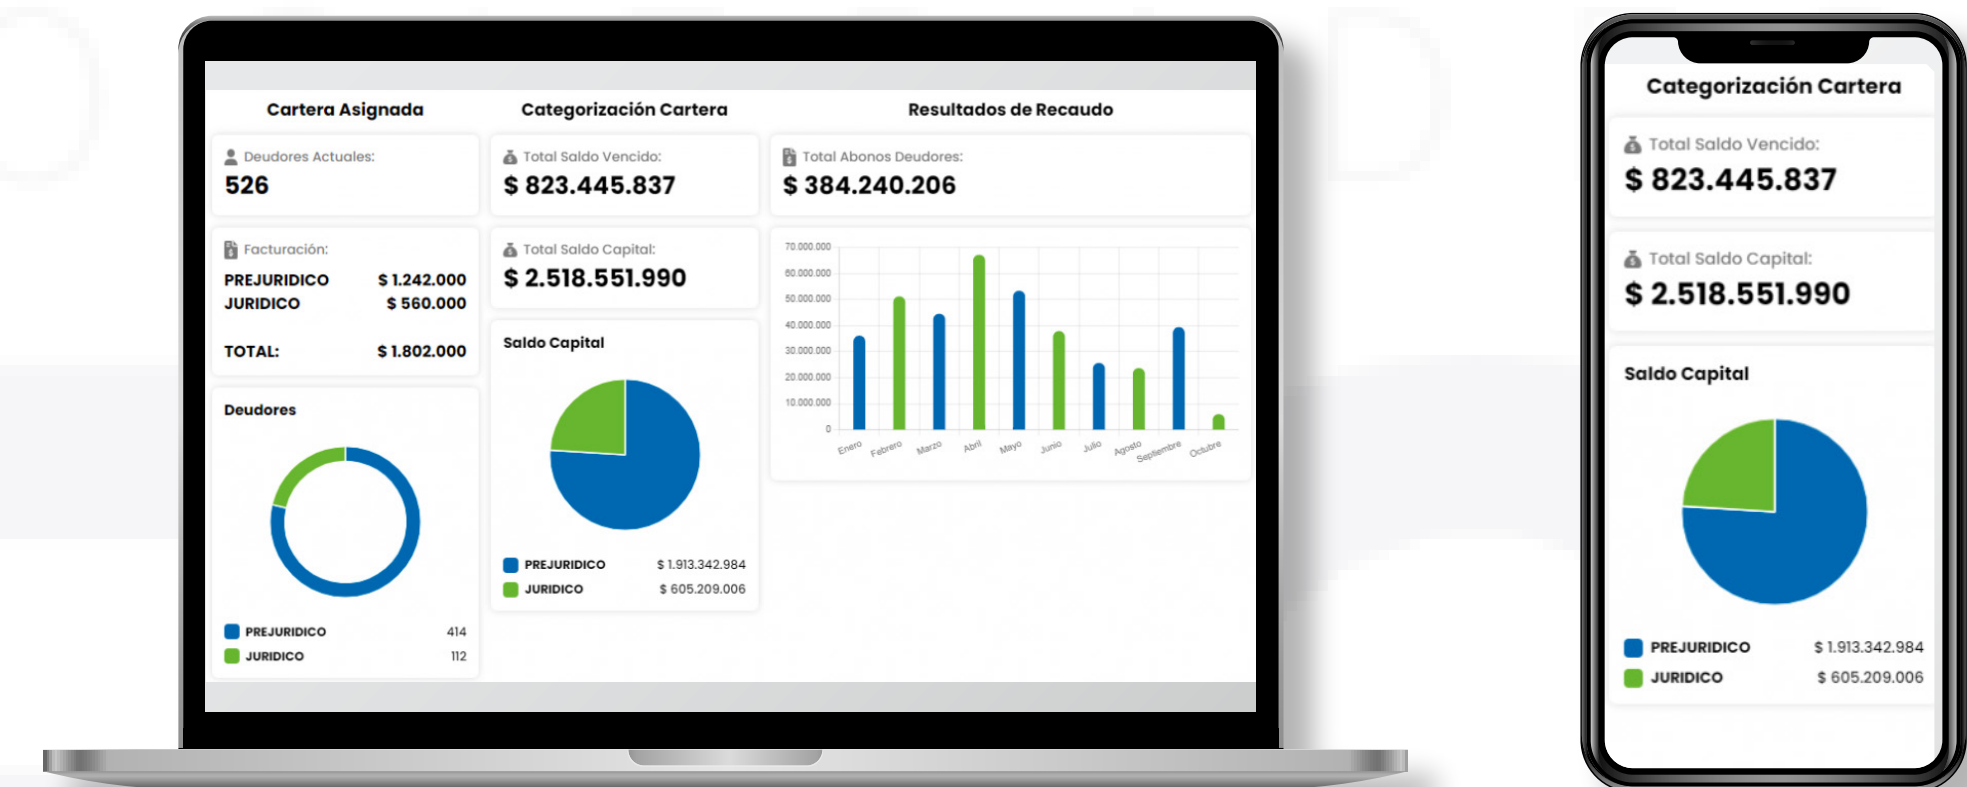 Cartera Asignada
Deudores Actuales:
526
Facturación:
PREJURIDICO $ 1.242.000
JURIDICO $ 560.000
TOTAL: $ 1.802.000
Deudores
PREJURIDICO 414
JURIDICO 112
Categorización Cartera
Total Saldo Vencido:
$ 823.445.837
Total Saldo Capital:
$ 2.518.551.990
Saldo Capital
PREJURIDICO $ 1.913.342.984
JURIDICO $ 605.209.006
Resultados de Recaudo
Total Abonos Deudores:
$ 384.240.206
70.000.000
60.000.000
50.000.000
40.000.000
30.000.000
20.000.000
10.000.000
0
Enero Febrero Marzo Abril Mayo Junio Julio Agosto Septiembre Octubre
Categorización Cartera
Total Saldo Vencido:
$ 823.445.837
Total Saldo Capital:
$ 2.518.551.990
Saldo Capital
PREJURIDICO $ 1.913.342.984
JURIDICO $ 605.209.006